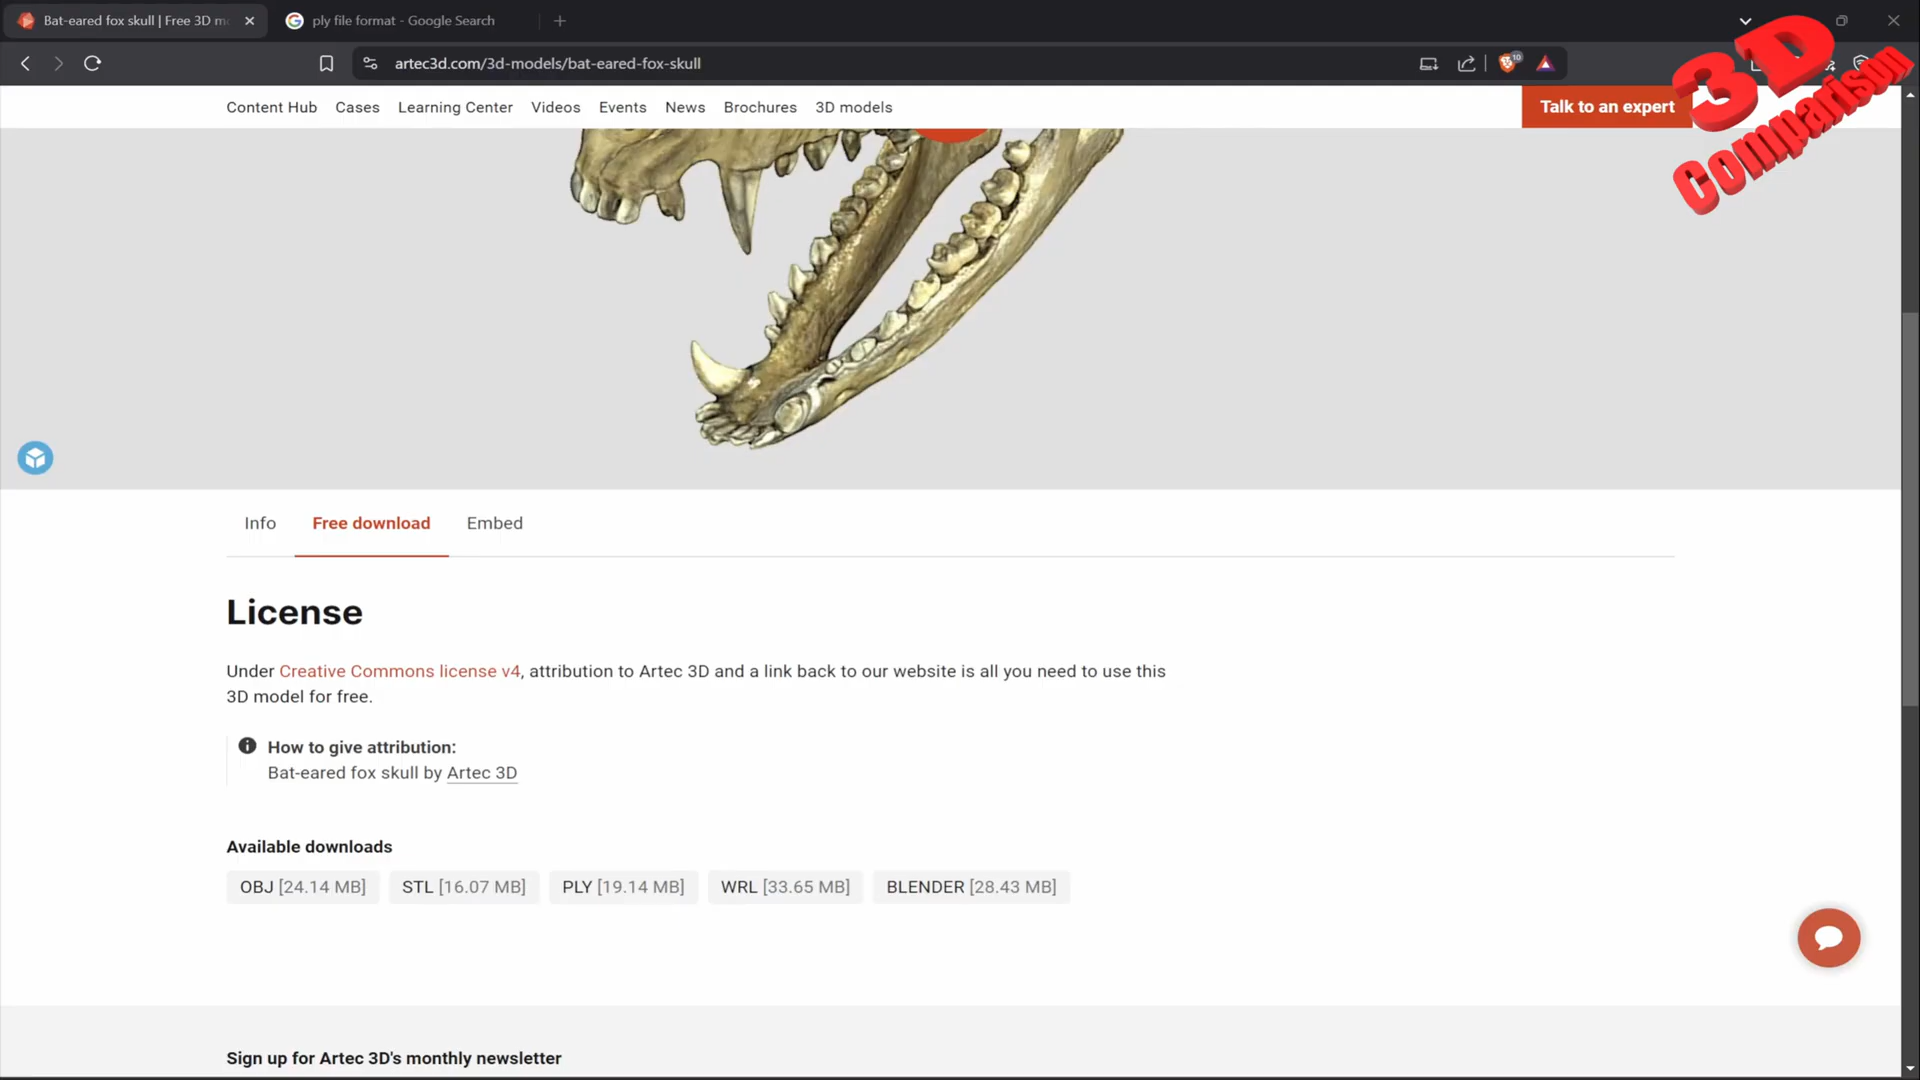 Bat-eared fox skull | Free 3D mo
ply file format - Google Search
artec3d.com/3d-models/bat-eared-fox-skull
10
Content Hub
Cases
Learning Center
Videos
Events
News
Brochures
3D models
Talk to an expert
3D
Comparison
Info
Free download
Embed
License
Under Creative Commons license v4, attribution to Artec 3D and a link back to our website is all you need to use this
3D model for free.
How to give attribution:
Bat-eared fox skull by Artec 3D
Available downloads
OBJ [24.14 MB]
STL [16.07 MB]
PLY [19.14 MB]
WRL [33.65 MB]
BLENDER [28.43 MB]
Sign up for Artec 3D's monthly newsletter